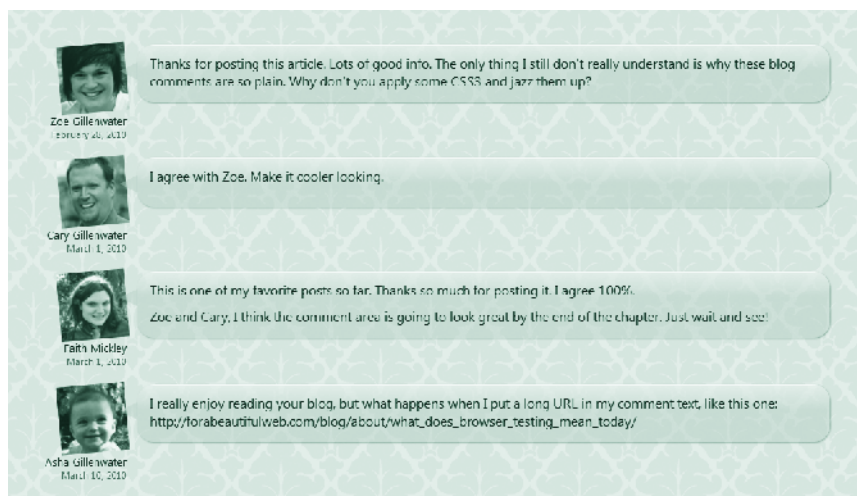 Thanks for posting this article. Lots of good info. The only thing I still don't really understand is why these blog
comments are so plain. Why don't you apply some CSS3 and jazz them up?
Zoe Gillenwater
February 28, 2010
I agree with Zoe. Make it cooler looking.
Cary Gillenwater
March 1, 2010
This is one of my favorite posts so far. Thanks so much for posting it. I agree 100%.
Zoe and Cary, I think the comment area is going to look great by the end of the chapter. Just wait and see!
Faith Mickley
March 1, 2010
I really enjoy reading your blog, but what happens when I put a long URL in my comment text, like this one:
http://forabeautifulweb.com/blog/about/what_does_browser_testing_mean_today/
Asha Gillenwater
March 10, 2010